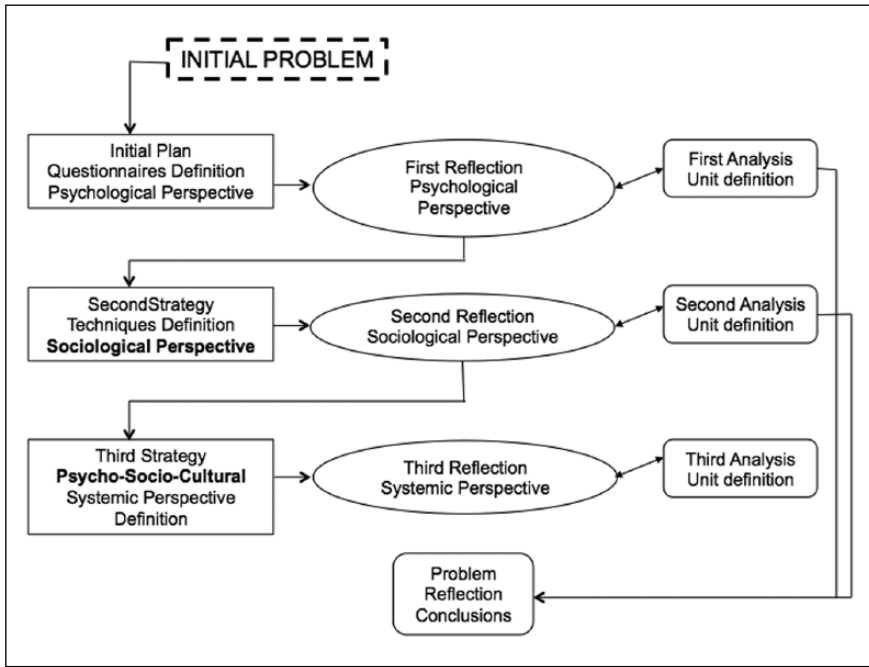 INITIAL PROBLEM
Initial Plan
Questionnaires Definition
Psychological Perspective
First Reflection
Psychological
Perspective
First Analysis
Unit definition
SecondStrategy
Techniques Definition
Sociological Perspective
Second Reflection
Sociological Perspective
Second Analysis
Unit definition
Third Strategy
Psycho-Socio-Cultural
Systemic Perspective
Definition
Third Reflection
Systemic Perspective
Third Analysis
Unit definition
Problem
Reflection
Conclusions